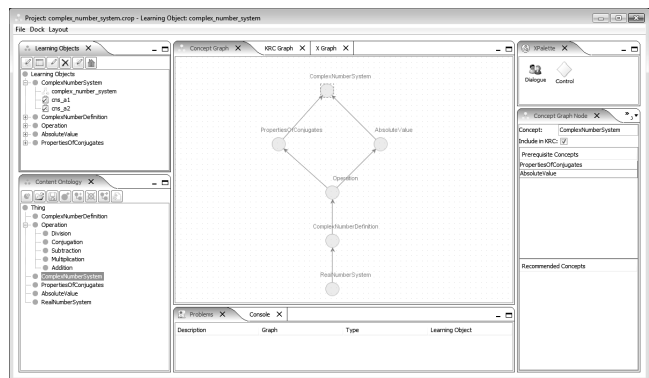 Project: complex_number_system.crop - Learning Object: complex_number_system
File Dock Layout
Learning Objects
Learning Objects
ComplexNumberSystem
complex_number_system
cns_a1
cns_a2
ComplexNumberDefinition
Operation
AbsoluteValue
PropertiesOfConjugates
Content Ontology
Thing
ComplexNumberDefinition
Operation
Division
Conjugation
Subtraction
Multiplication
Addition
ComplexNumberSystem
PropertiesOfConjugates
AbsoluteValue
RealNumberSystem
Concept Graph KRC Graph X Graph
ComplexNumberSystem
PropertiesOfConjugates AbsoluteValue
Operation
ComplexNumberDefinition
RealNumberSystem
Problems Console
Description Graph Type Learning Object
XPalette
Dialogue Control
Concept Graph Node
Concept: ComplexNumberSystem
Include in KRC:
Prerequisite Concepts
PropertiesOfConjugates
AbsoluteValue
Recommended Concepts